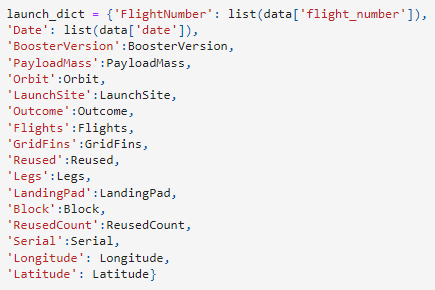 launch_dict = {'FlightNumber': list(data['flight_number']),
'Date': list(data['date']),
'BoosterVersion':BoosterVersion,
'PayloadMass':PayloadMass,
'Orbit':Orbit,
'LaunchSite':LaunchSite,
'Outcome':Outcome,
'Flights':Flights,
'GridFins':GridFins,
'Reused':Reused,
'Legs':Legs,
'LandingPad':LandingPad,
'Block':Block,
'ReusedCount':ReusedCount,
'Serial':Serial,
'Longitude': Longitude,
'Latitude': Latitude}